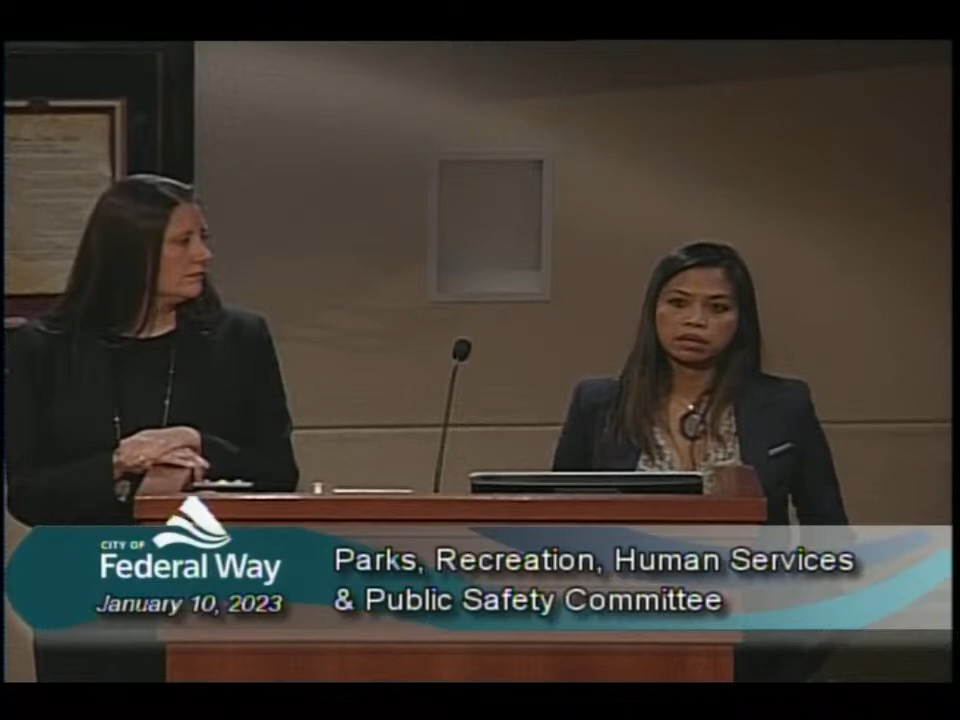 CITY OF
Federal Way
January 10, 2023
Parks, Recreation, Human Services
& Public Safety Committee